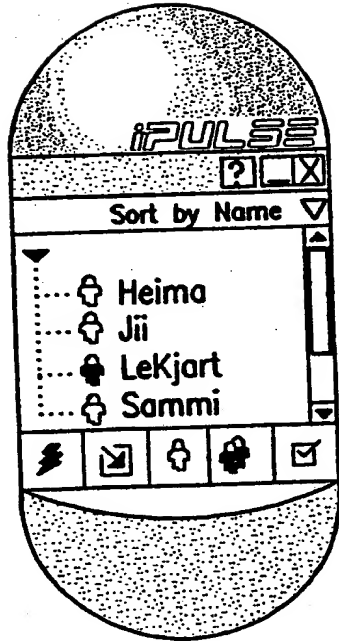 iPULSE
? _ X
Sort by Name
Heima
Jii
LeKjart
Sammi